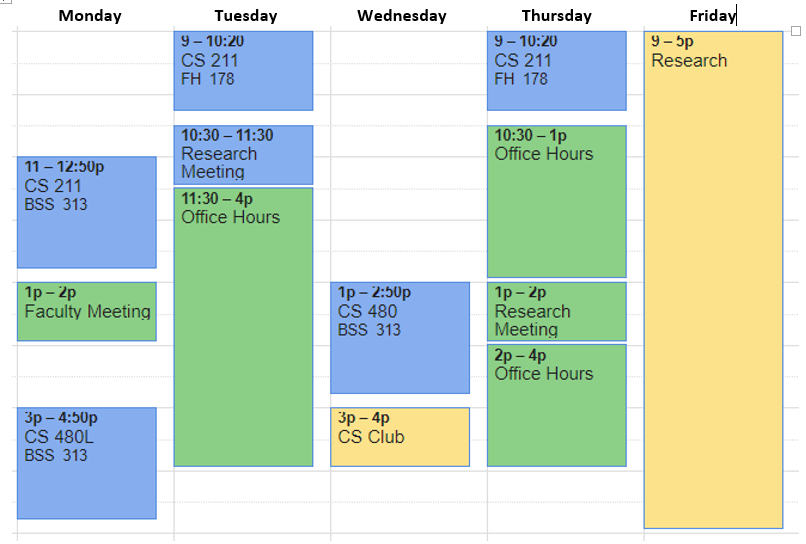 Monday
Tuesday
Wednesday
Thursday
Friday
11 – 12:50p
CS 211
BSS 313
1p – 2p
Faculty Meeting
3p – 4:50p
CS 480L
BSS 313
9 – 10:20
CS 211
FH 178
10:30 – 11:30
Research
Meeting
11:30 – 4p
Office Hours
1p – 2:50p
CS 480
BSS 313
3p – 4p
CS Club
9 – 10:20
CS 211
FH 178
10:30 – 1p
Office Hours
1p – 2p
Research
Meeting
2p – 4p
Office Hours
9 – 5p
Research